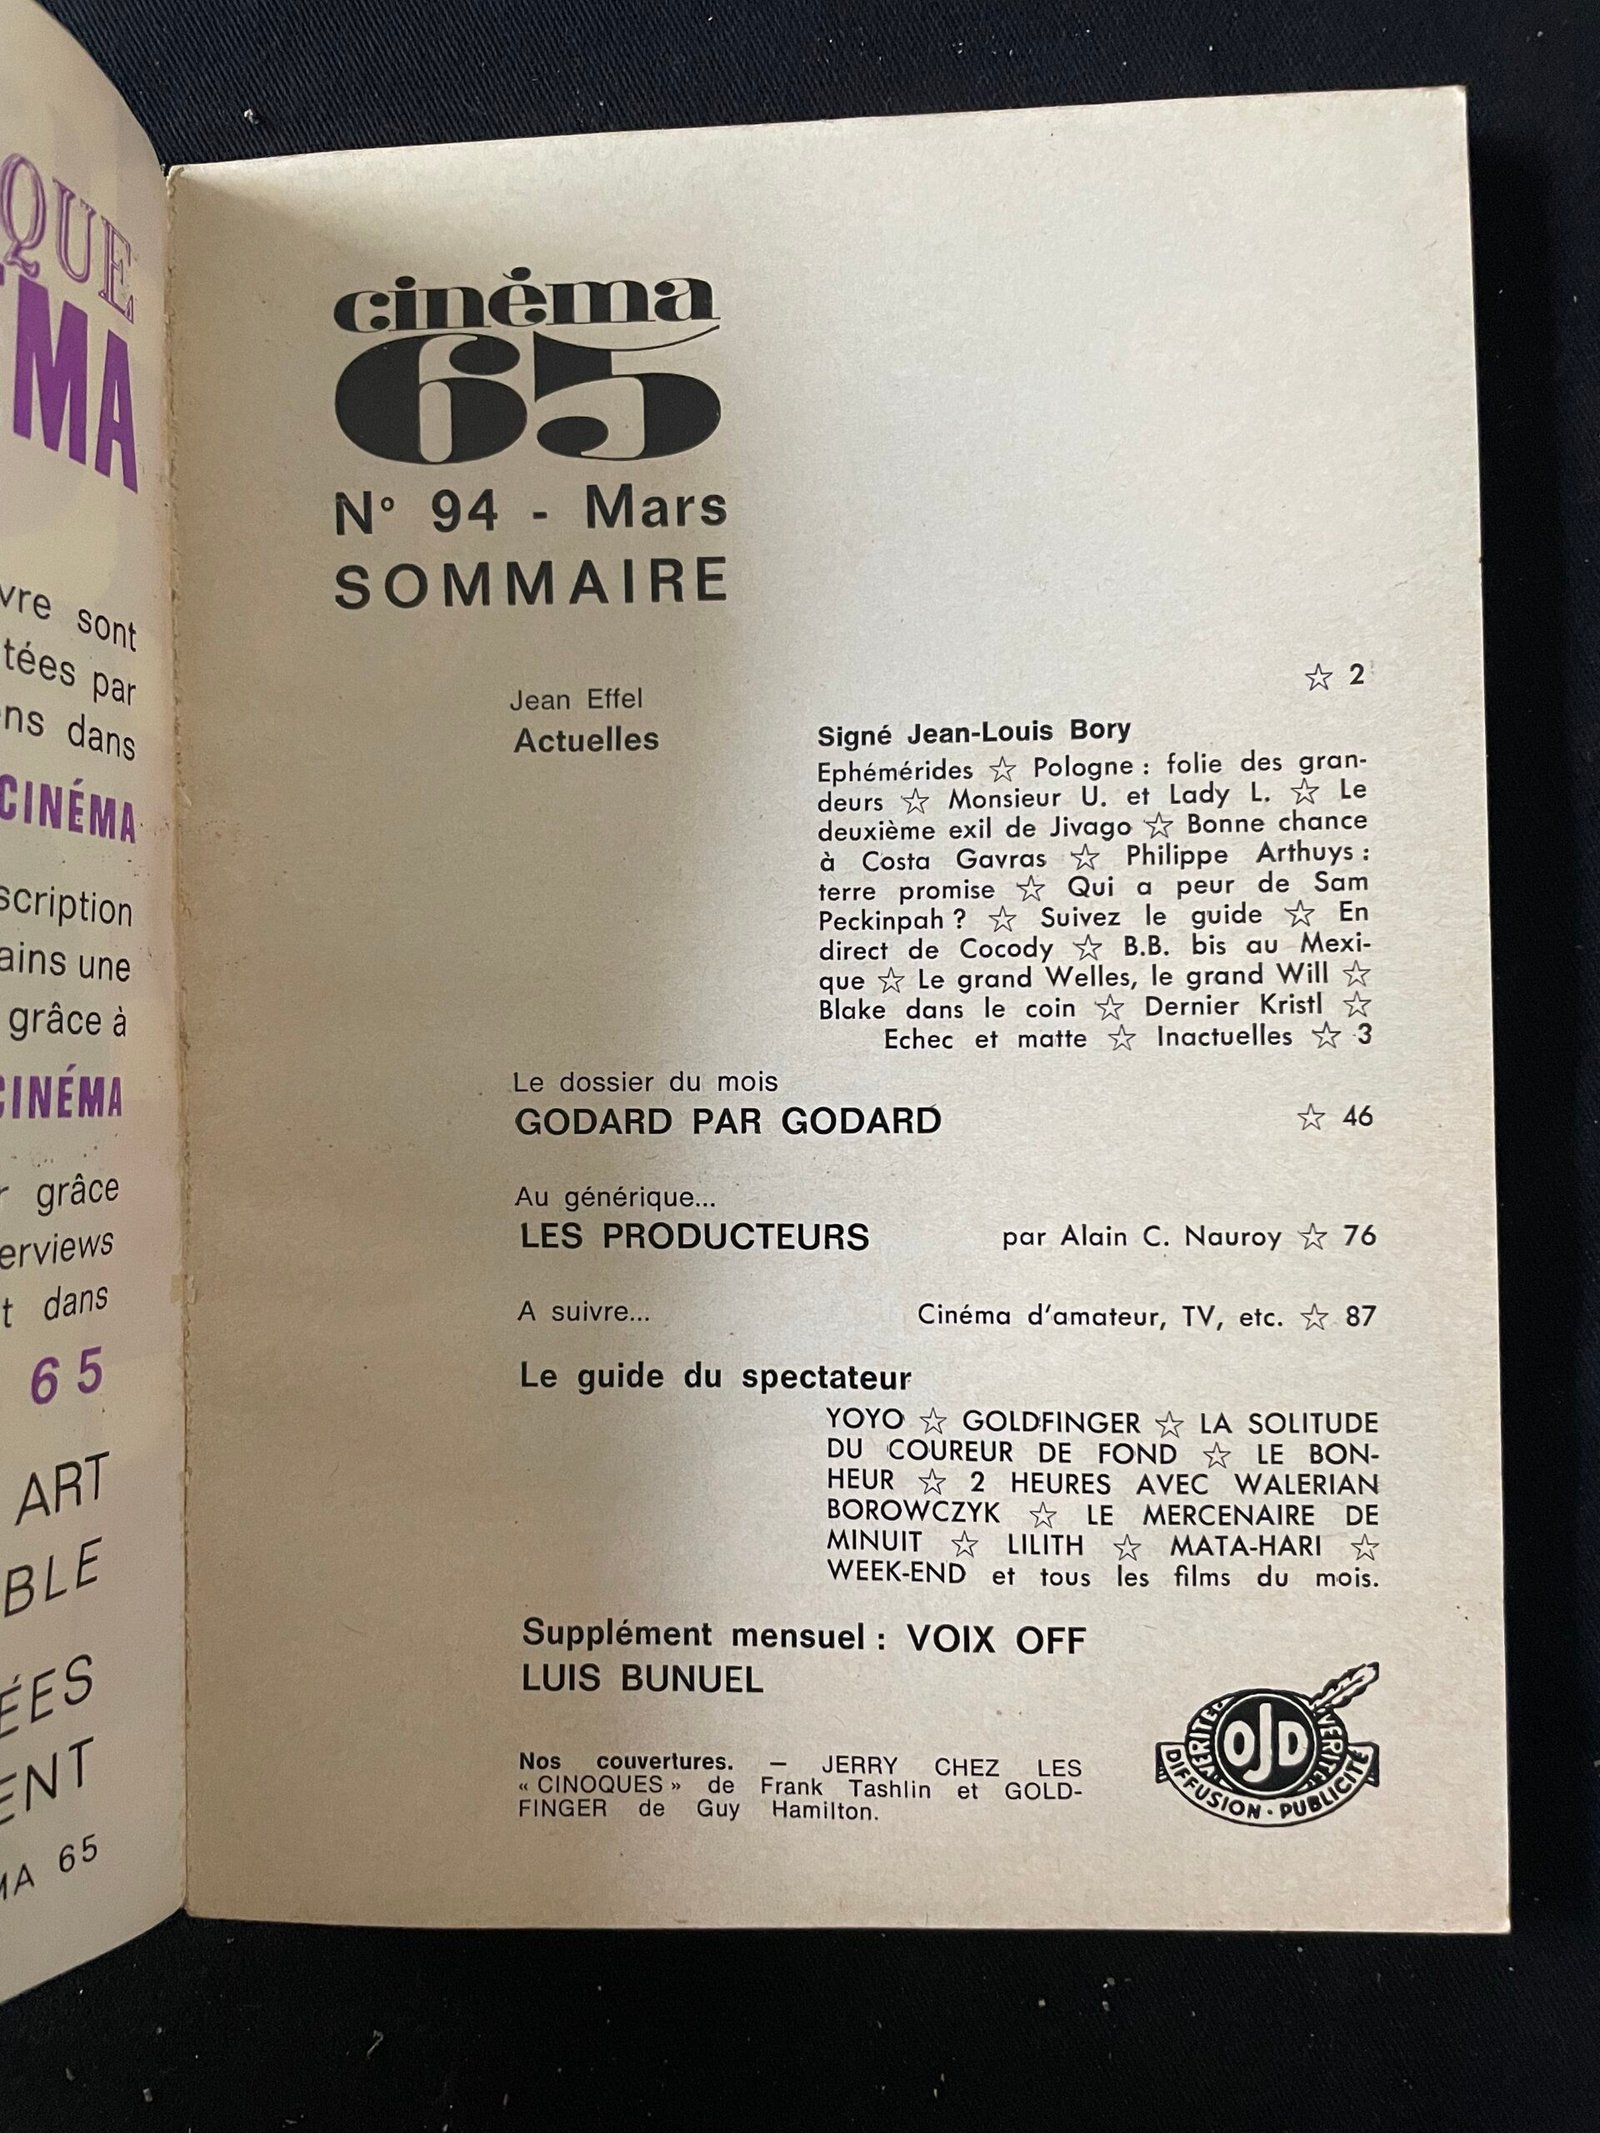 QUE
MA
vre sont
tées par
ns dans
CINÉMA
scription
ains une
grâce à
CINÉMA
r grâce
erviews
t dans
65
ART
BLE
ÉES
ENT
MA 65
cinéma
65
N° 94 - Mars
SOMMAIRE
Jean Effel ☆ 2
Actuelles
Signé Jean-Louis Bory
Ephémérides ☆ Pologne : folie des gran-
deurs ☆ Monsieur U. et Lady L. ☆ Le
deuxième exil de Jivago ☆ Bonne chance
à Costa Gavras ☆ Philippe Arthuys :
terre promise ☆ Qui a peur de Sam
Peckinpah ? ☆ Suivez le guide ☆ En
direct de Cocody ☆ B.B. bis au Mexi-
que ☆ Le grand Welles, le grand Will ☆
Blake dans le coin ☆ Dernier Kristl ☆
Echec et matte ☆ Inactuelles ☆ 3
Le dossier du mois
GODARD PAR GODARD ☆ 46
Au générique...
LES PRODUCTEURS par Alain C. Nauroy ☆ 76
A suivre... Cinéma d'amateur, TV, etc. ☆ 87
Le guide du spectateur
YOYO ☆ GOLDFINGER ☆ LA SOLITUDE
DU COUREUR DE FOND ☆ LE BON-
HEUR ☆ 2 HEURES AVEC WALERIAN
BOROWCZYK ☆ LE MERCENAIRE DE
MINUIT ☆ LILITH ☆ MATA-HARI ☆
WEEK-END et tous les films du mois.
Supplément mensuel : VOIX OFF
LUIS BUNUEL
Nos couvertures. — JERRY CHEZ LES
« CINOQUES » de Frank Tashlin et GOLD-
FINGER de Guy Hamilton.
OJD
VERITE
DIFFUSION · PUBLICITÉ